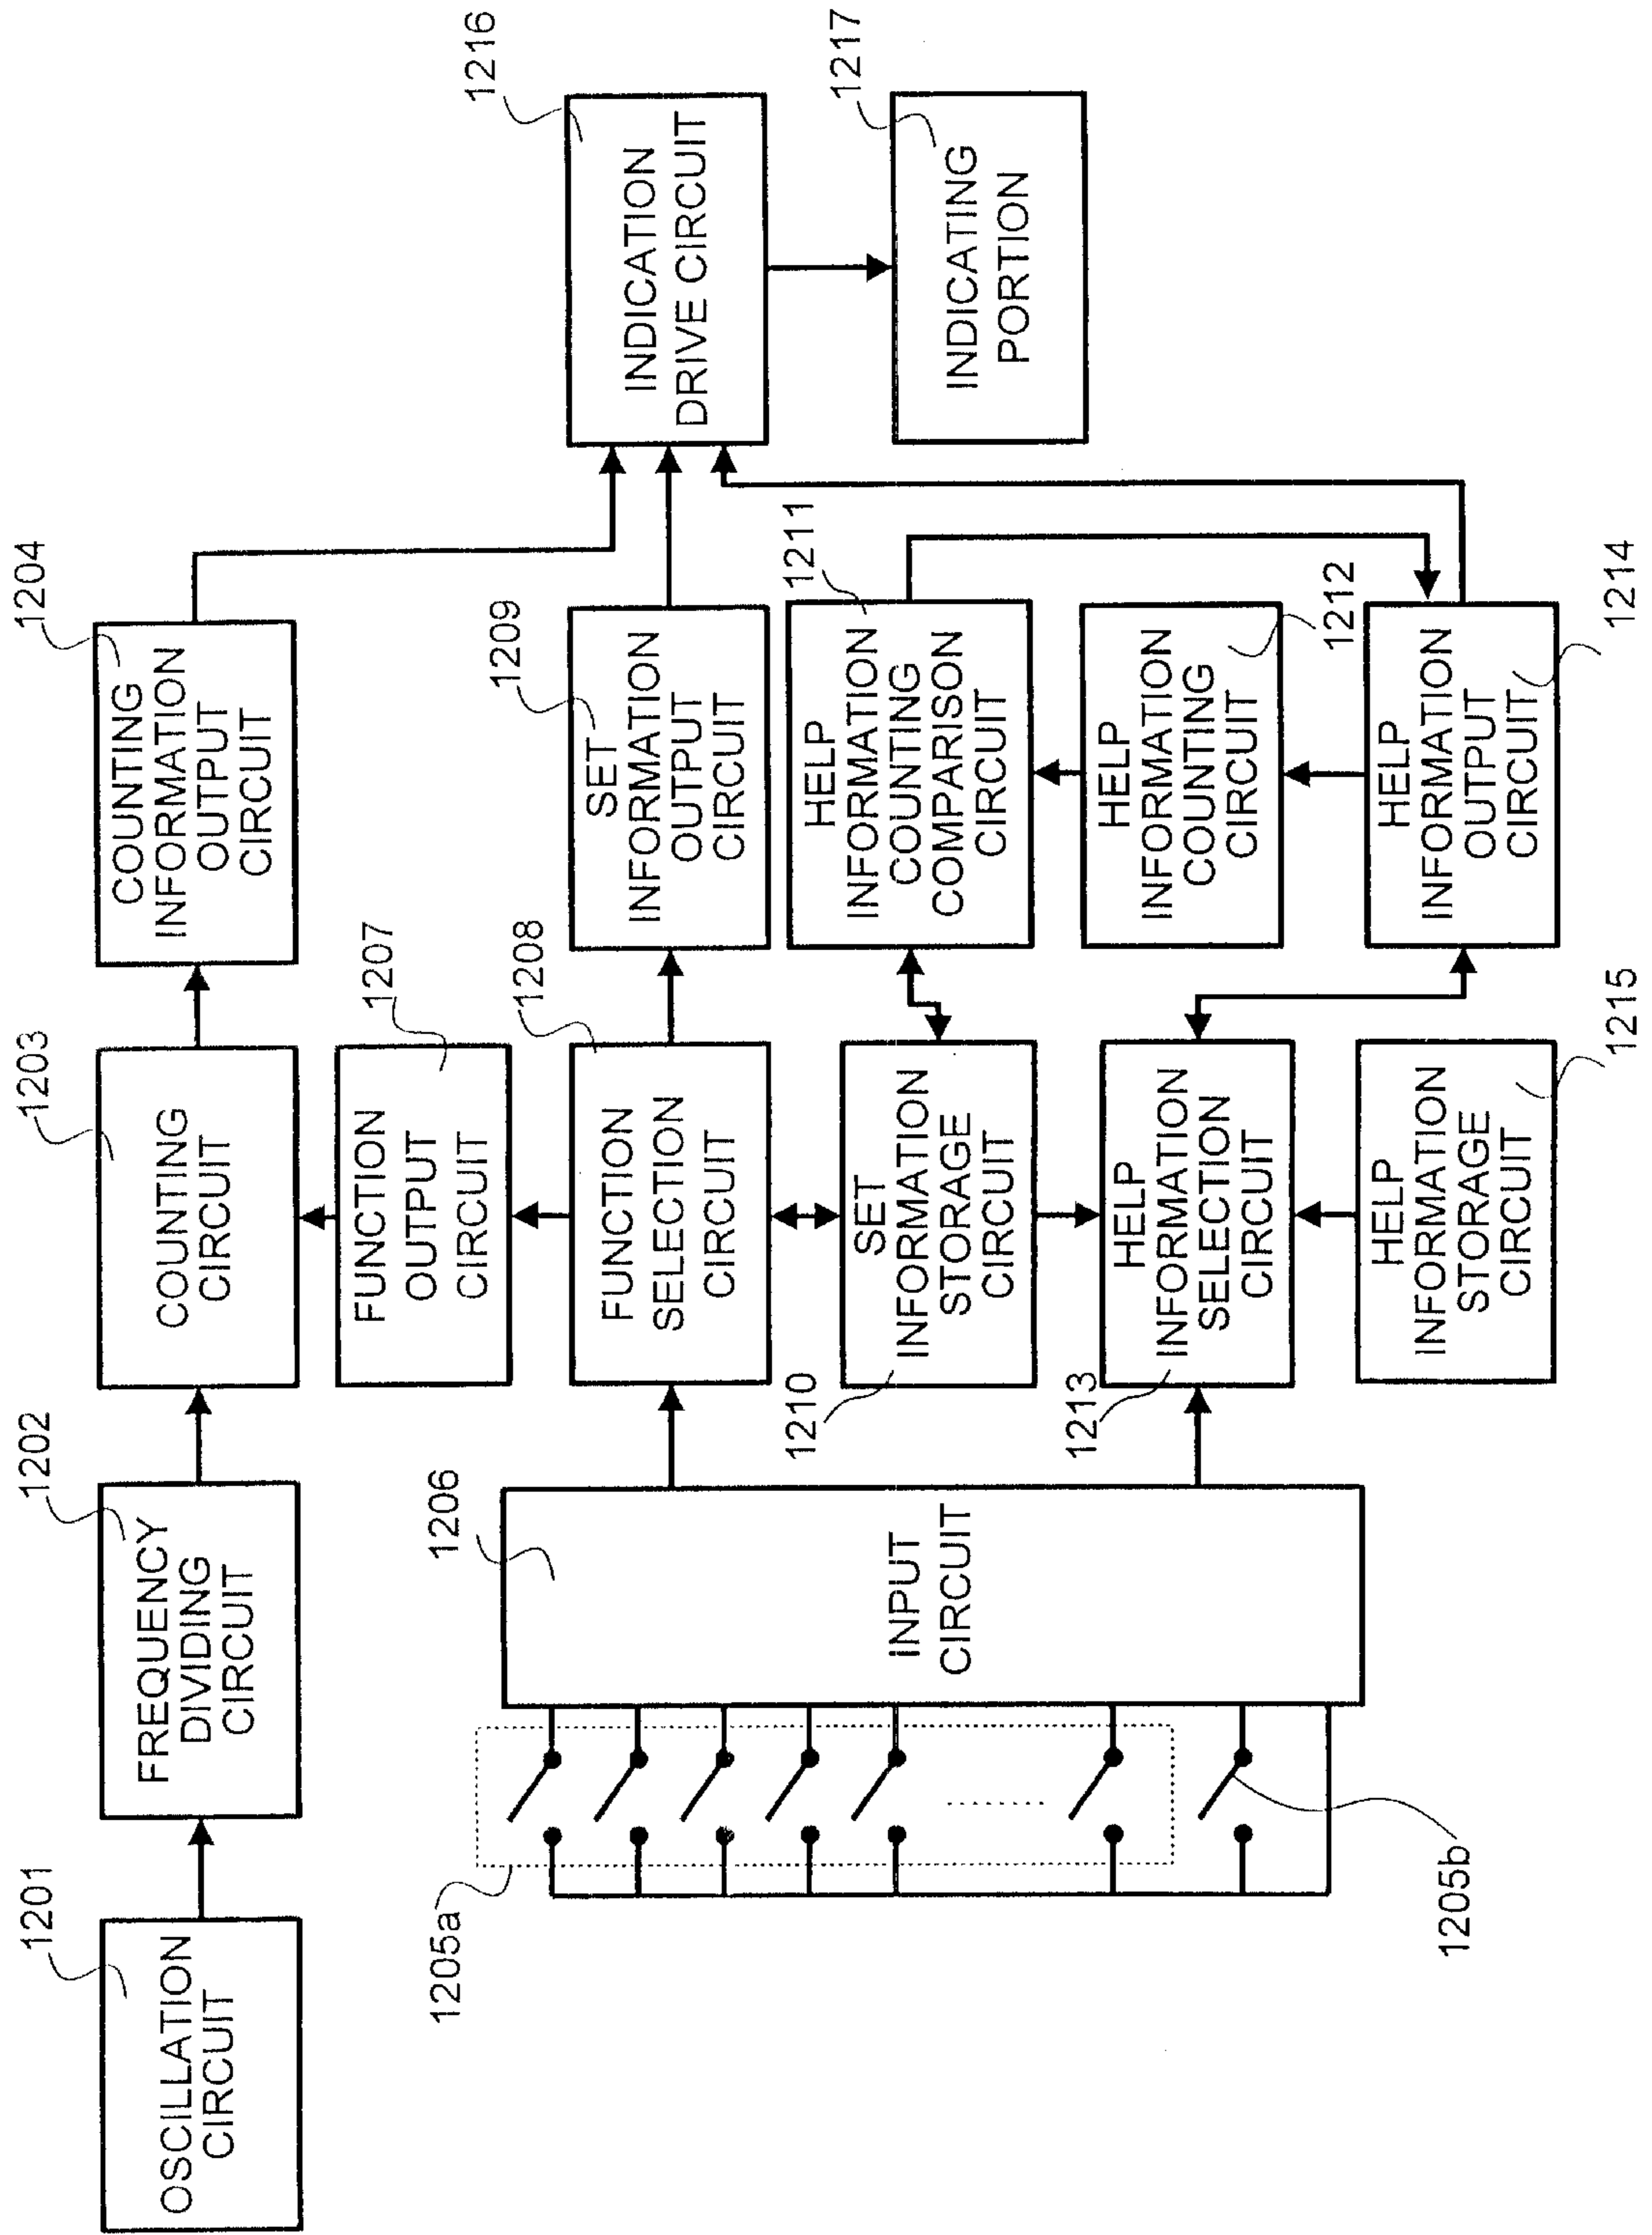 1201
OSCILLATION
CIRCUIT
1202
FREQUENCY
DIVIDING
CIRCUIT
1203
COUNTING
CIRCUIT
1204
COUNTING
INFORMATION
OUTPUT
CIRCUIT
1207
FUNCTION
OUTPUT
CIRCUIT
1205a
1205b
1206
INPUT
CIRCUIT
1208
FUNCTION
SELECTION
CIRCUIT
1209
SET
INFORMATION
OUTPUT
CIRCUIT
1216
INDICATION
DRIVE CIRCUIT
1217
INDICATING
PORTION
1210
SET
INFORMATION
STORAGE
CIRCUIT
1211
HELP
INFORMATION
COUNTING
COMPARISON
CIRCUIT
1212
HELP
INFORMATION
COUNTING
CIRCUIT
1213
HELP
INFORMATION
SELECTION
CIRCUIT
1214
HELP
INFORMATION
OUTPUT
CIRCUIT
1215
HELP
INFORMATION
STORAGE
CIRCUIT